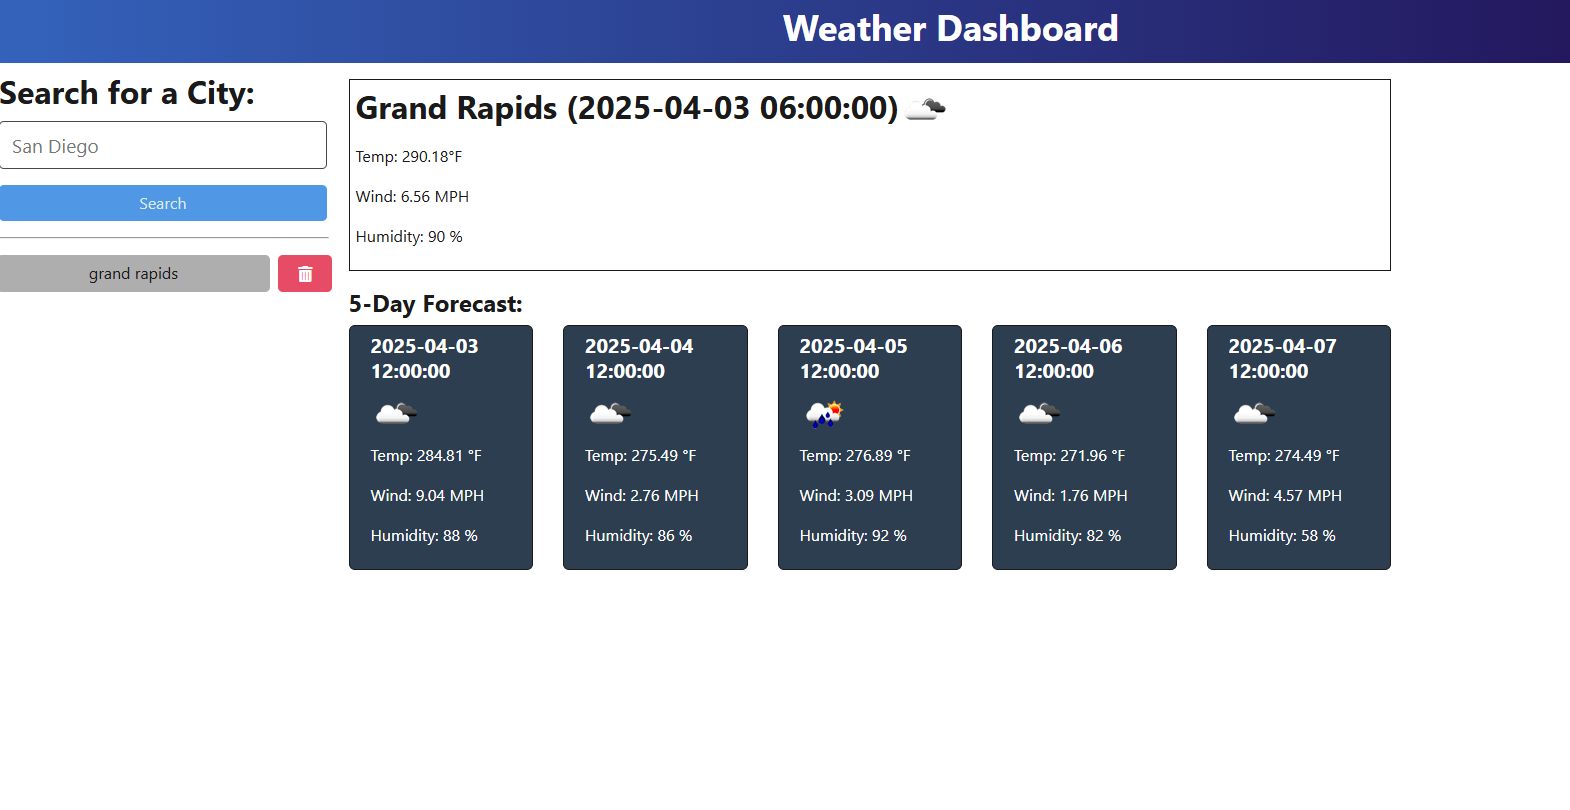 Weather Dashboard
Search for a City:
San Diego
Search
grand rapids
Grand Rapids (2025-04-03 06:00:00)
Temp: 290.18°F
Wind: 6.56 MPH
Humidity: 90 %
5-Day Forecast:
2025-04-03
12:00:00
Temp: 284.81 °F
Wind: 9.04 MPH
Humidity: 88 %
2025-04-04
12:00:00
Temp: 275.49 °F
Wind: 2.76 MPH
Humidity: 86 %
2025-04-05
12:00:00
Temp: 276.89 °F
Wind: 3.09 MPH
Humidity: 92 %
2025-04-06
12:00:00
Temp: 271.96 °F
Wind: 1.76 MPH
Humidity: 82 %
2025-04-07
12:00:00
Temp: 274.49 °F
Wind: 4.57 MPH
Humidity: 58 %